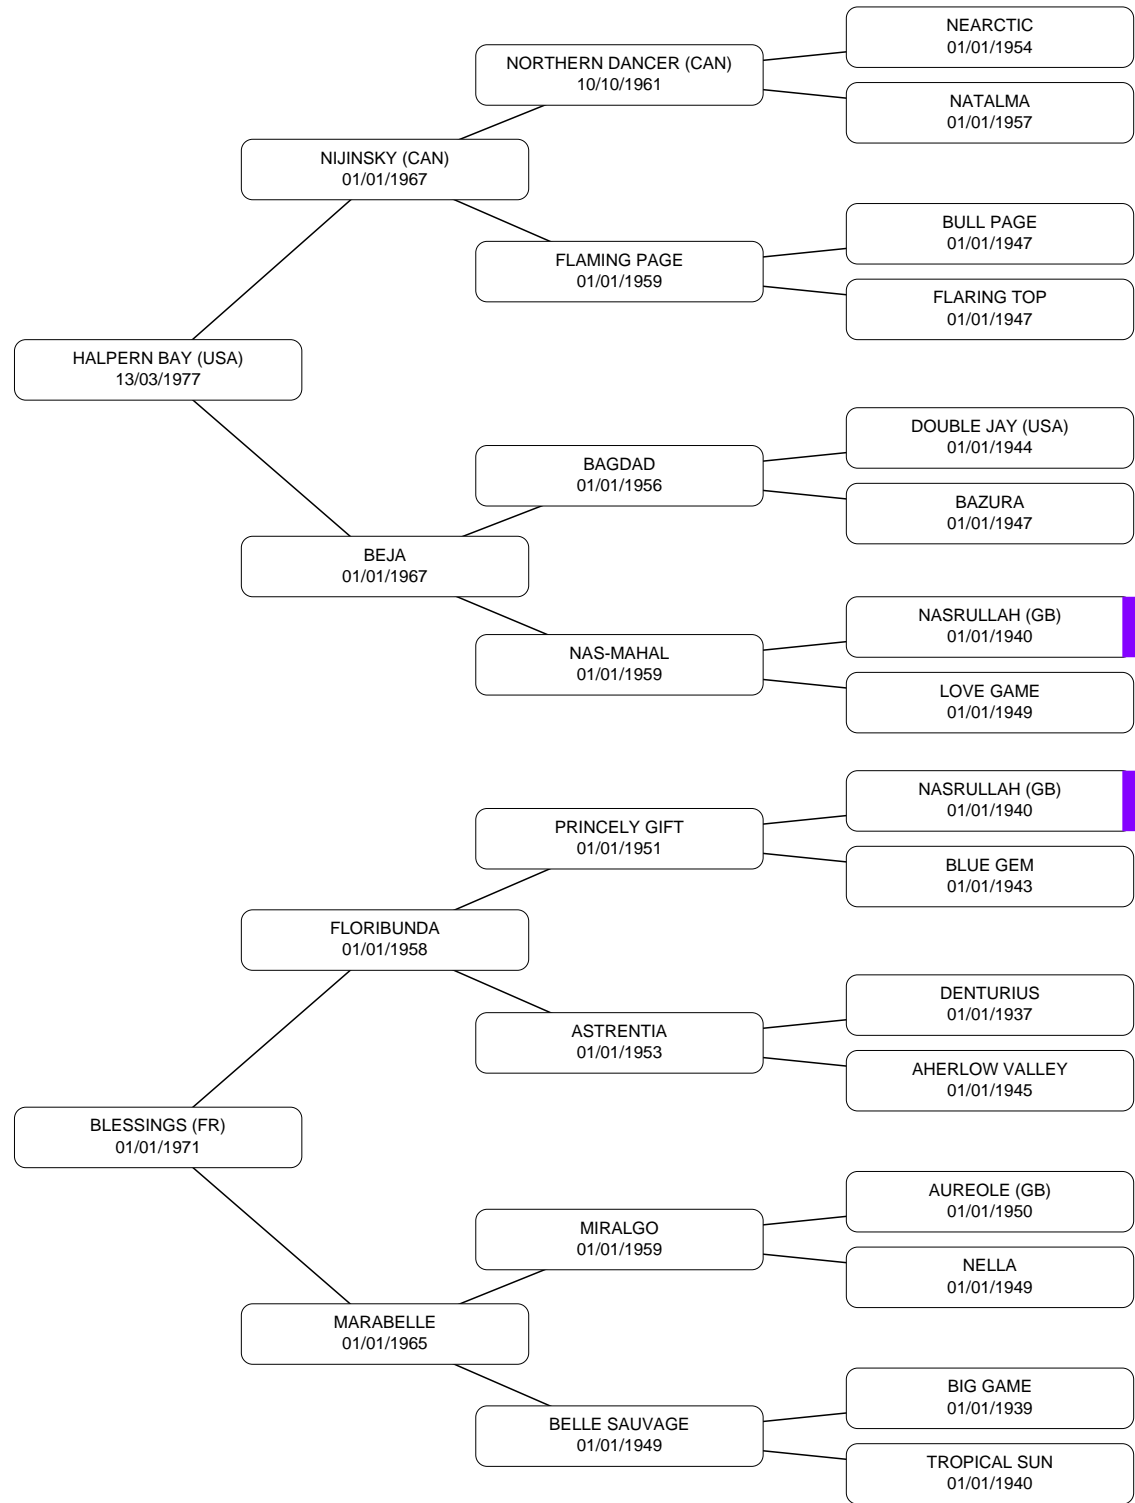 NEARCTIC
01/01/1954
NORTHERN DANCER (CAN)
10/10/1961
NATALMA
01/01/1957
NIJINSKY (CAN)
01/01/1967
BULL PAGE
01/01/1947
FLAMING PAGE
01/01/1959
FLARING TOP
01/01/1947
HALPERN BAY (USA)
13/03/1977
DOUBLE JAY (USA)
01/01/1944
BAGDAD
01/01/1956
BAZURA
01/01/1947
BEJA
01/01/1967
NASRULLAH (GB)
01/01/1940
NAS-MAHAL
01/01/1959
LOVE GAME
01/01/1949
NASRULLAH (GB)
01/01/1940
PRINCELY GIFT
01/01/1951
BLUE GEM
01/01/1943
FLORIBUNDA
01/01/1958
DENTURIUS
01/01/1937
ASTRENTIA
01/01/1953
AHERLOW VALLEY
01/01/1945
BLESSINGS (FR)
01/01/1971
AUREOLE (GB)
01/01/1950
MIRALGO
01/01/1959
NELLA
01/01/1949
MARABELLE
01/01/1965
BIG GAME
01/01/1939
BELLE SAUVAGE
01/01/1949
TROPICAL SUN
01/01/1940